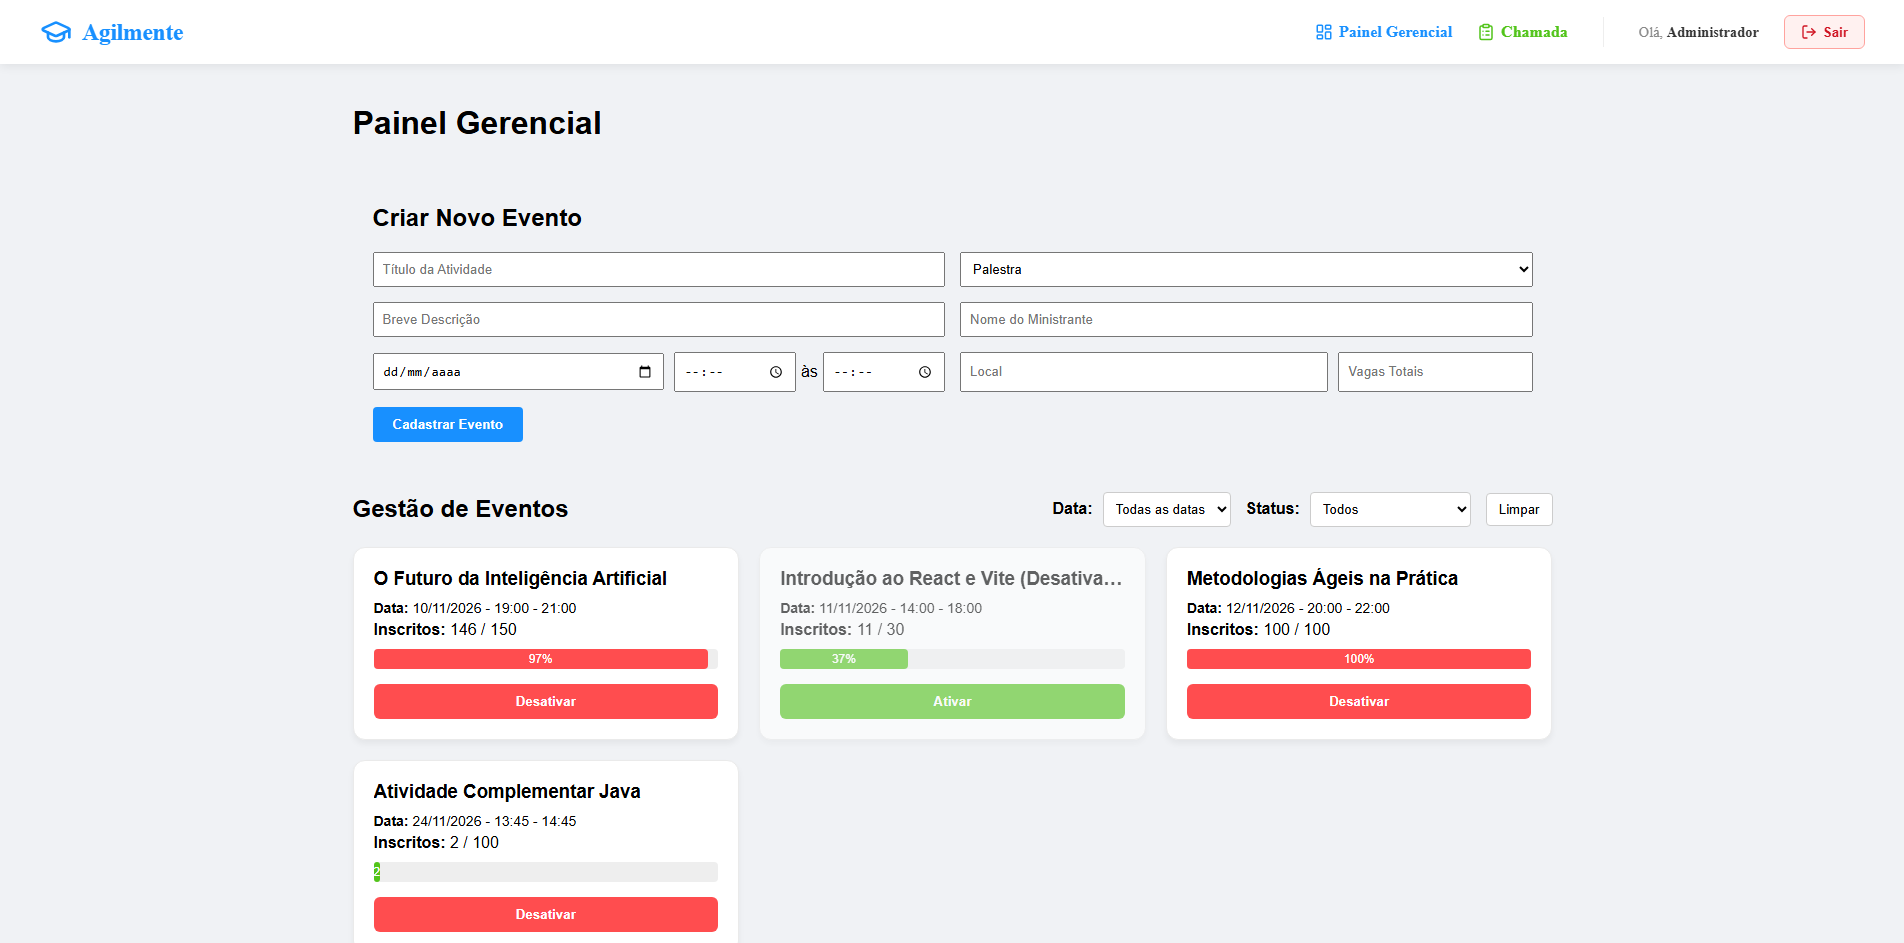 Agilmente
Painel Gerencial
Chamada
Olá, Administrador
Sair
Painel Gerencial
Criar Novo Evento
Título da Atividade
Palestra
Breve Descrição
Nome do Ministrante
dd/mm/aaaa
--:-- às --:--
Local
Vagas Totais
Cadastrar Evento
Gestão de Eventos
Data: Todas as datas
Status: Todos
Limpar
O Futuro da Inteligência Artificial
Data: 10/11/2026 - 19:00 - 21:00
Inscritos: 146 / 150
97%
Desativar
Introdução ao React e Vite (Desativa...
Data: 11/11/2026 - 14:00 - 18:00
Inscritos: 11 / 30
37%
Ativar
Metodologias Ágeis na Prática
Data: 12/11/2026 - 20:00 - 22:00
Inscritos: 100 / 100
100%
Desativar
Atividade Complementar Java
Data: 24/11/2026 - 13:45 - 14:45
Inscritos: 2 / 100
2
Desativar